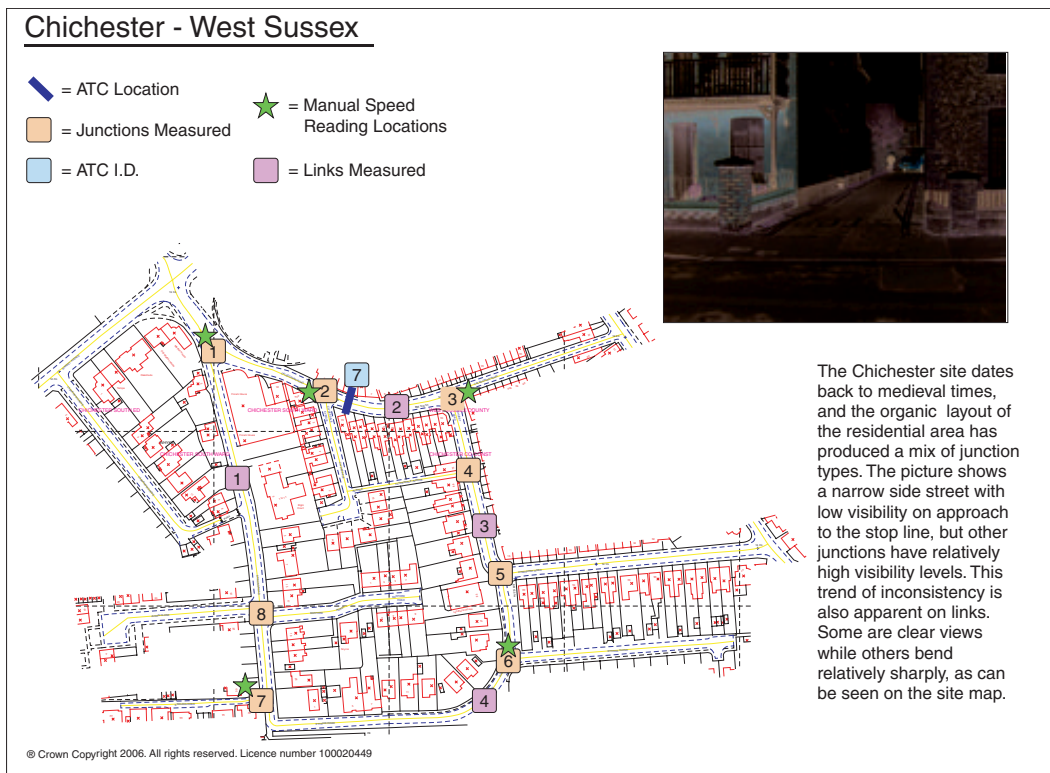 Chichester - West Sussex
= ATC Location
= Junctions Measured
= ATC I.D.
= Manual Speed
Reading Locations
= Links Measured
1
2
7
2
3
1
4
3
5
8
6
7
4
CHICHESTER SOUTH ED
The Chichester site dates
back to medieval times,
and the organic layout of
the residential area has
produced a mix of junction
types. The picture shows
a narrow side street with
low visibility on approach
to the stop line, but other
junctions have relatively
high visibility levels. This
trend of inconsistency is
also apparent on links.
Some are clear views
while others bend
relatively sharply, as can
be seen on the site map.
® Crown Copyright 2006. All rights reserved. Licence number 100020449